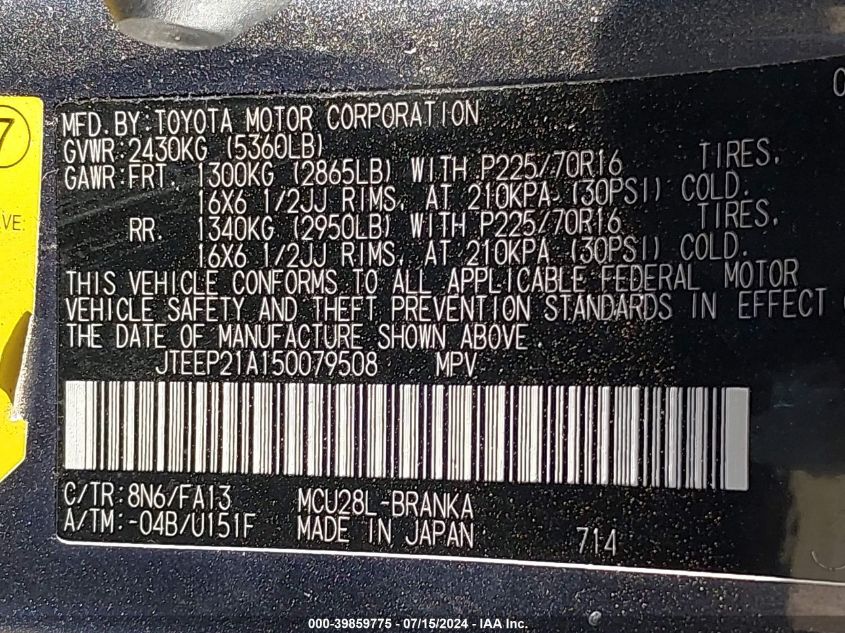 7
VE:
MFD. BY: TOYOTA MOTOR CORPORATION
GVWR: 2430KG (5360LB)
GAWR: FRT. 1300KG (2865LB) WITH P225/70R16 TIRES,
16X6 1/2JJ RIMS, AT 210KPA (30PSI) COLD.
RR. 1340KG (2950LB) WITH P225/70R16 TIRES,
16X6 1/2JJ RIMS, AT 210KPA (30PSI) COLD.
THIS VEHICLE CONFORMS TO ALL APPLICABLE FEDERAL MOTOR
VEHICLE SAFETY AND THEFT PREVENTION STANDARDS IN EFFECT
THE DATE OF MANUFACTURE SHOWN ABOVE.
JTEEP21A150079508 MPV
C/TR: 8N6/FA13 MCU28L-BRANKA
A/TM: -04B/U151F MADE IN JAPAN 714
000-39859775 - 07/15/2024 - IAA Inc.